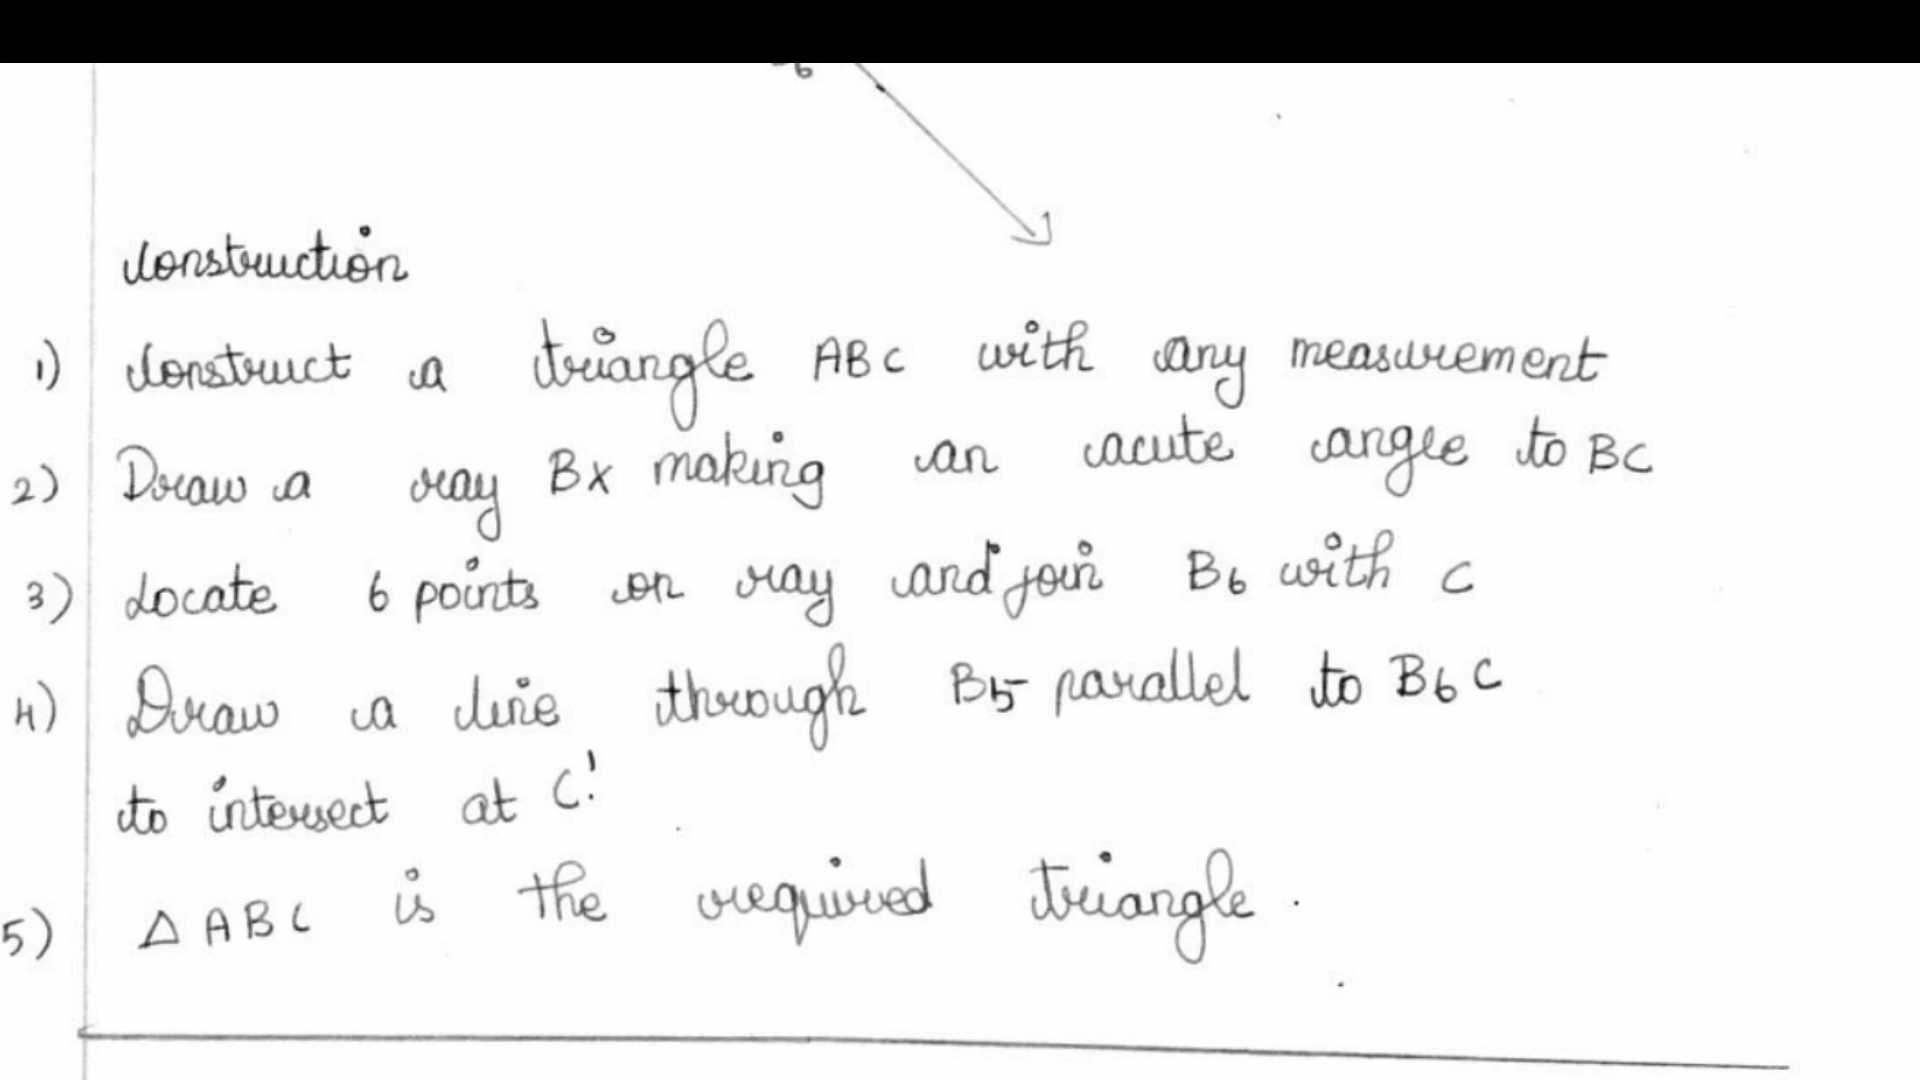 construction
1) Construct a triangle ABC with any measurement
2) Draw a ray BX making an acute angle to BC
3) Locate 6 points on ray and join B6 with C
4) Draw a line through B5 parallel to B6C
to intersect at C'
5) △ ABC is the required triangle.